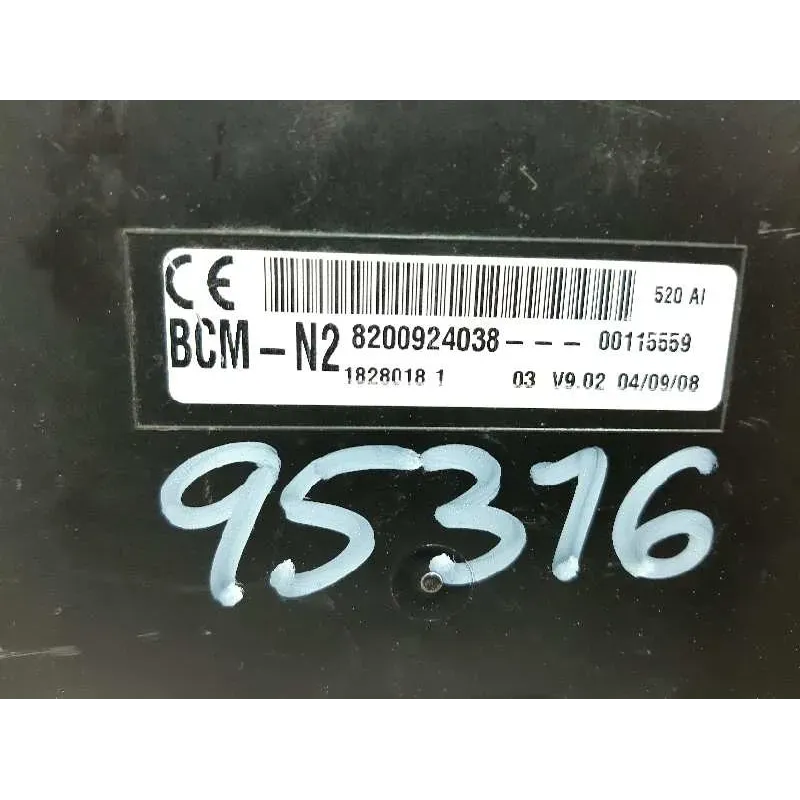 CE 520 AI
BCM-N2 8200924038--- 00115559
1828018 1 03 V9.02 04/09/08
95316